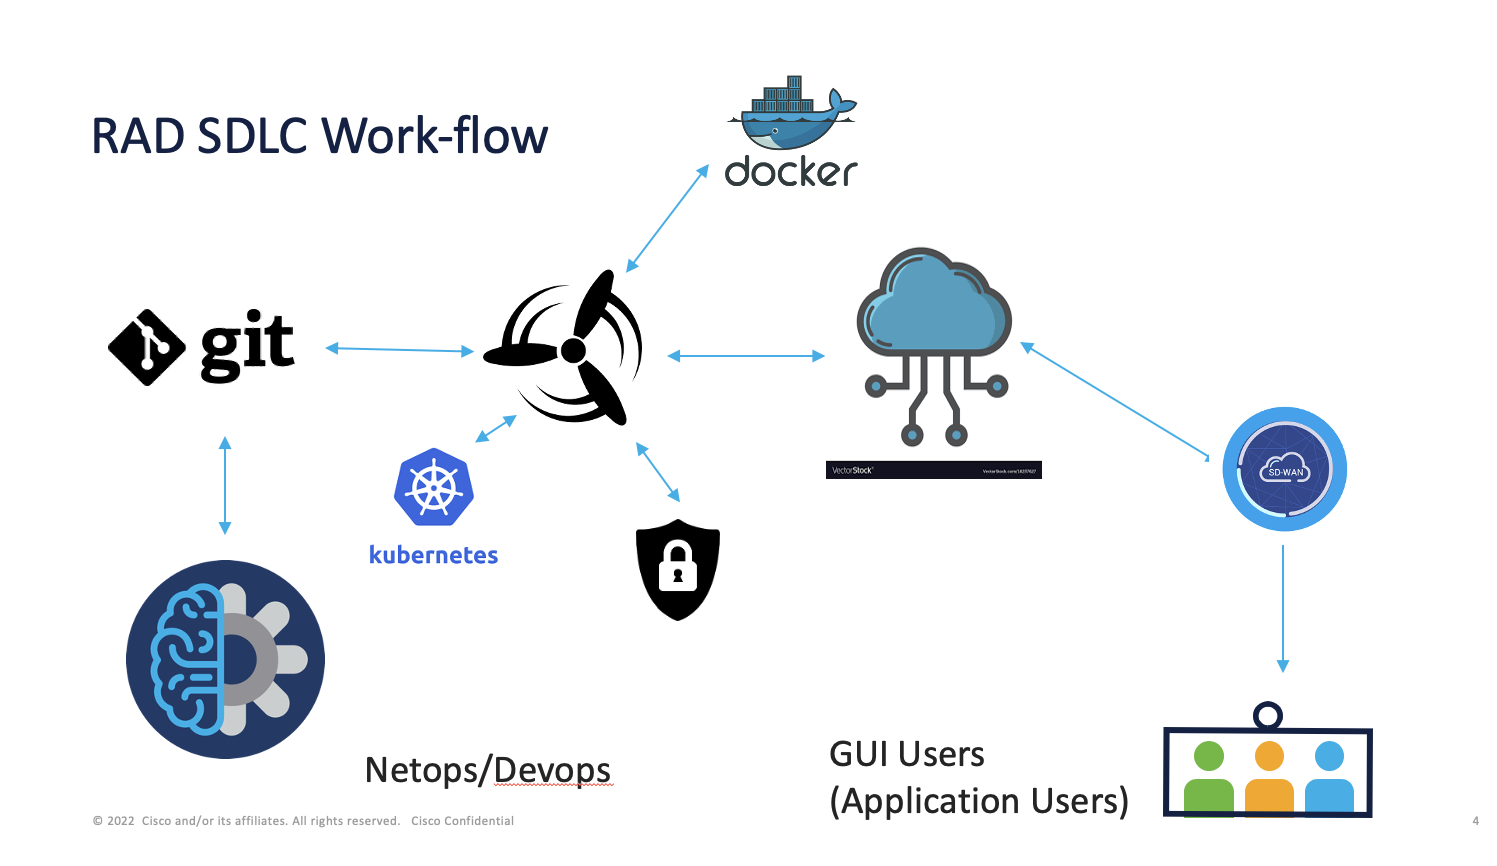 RAD SDLC Work-flow
docker
git
kubernetes
VectorStock®
VectorStock.com/18237627
SD-WAN
Netops/Devops
GUI Users
(Application Users)
© 2022 Cisco and/or its affiliates. All rights reserved. Cisco Confidential
4